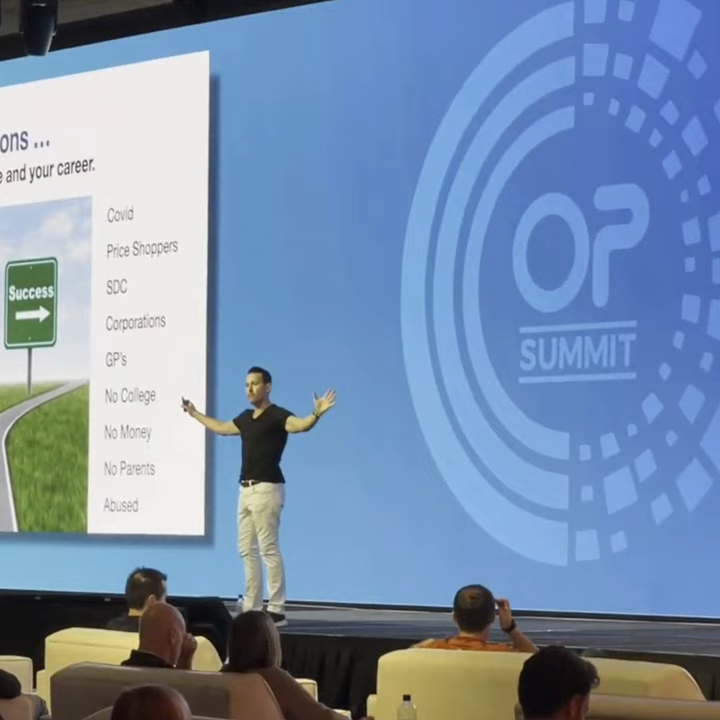 ons ...
e and your career.
Success
Covid
Price Shoppers
SDC
Corporations
GP's
No College
No Money
No Parents
Abused
OP
SUMMIT